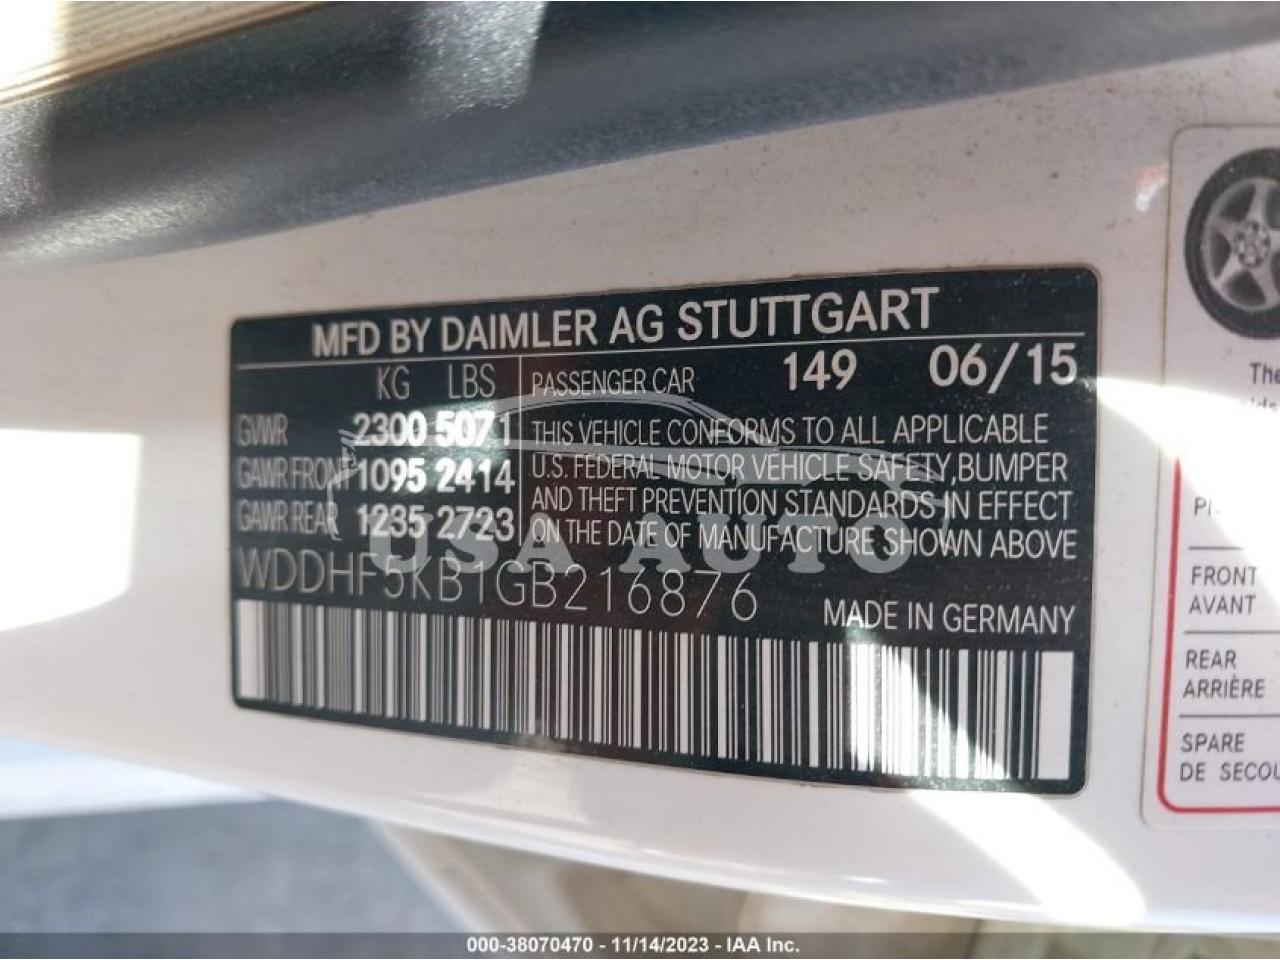 MFD BY DAIMLER AG STUTTGART
KG LBS
GVWR 2300 5071
GAWR FRONT 1095 2414
GAWR REAR 1235 2723
PASSENGER CAR 149 06/15
THIS VEHICLE CONFORMS TO ALL APPLICABLE
U.S. FEDERAL MOTOR VEHICLE SAFETY, BUMPER
AND THEFT PREVENTION STANDARDS IN EFFECT
ON THE DATE OF MANUFACTURE SHOWN ABOVE
WDDHF5KB1GB216876
MADE IN GERMANY
USA AUTO
The
FRONT
AVANT
REAR
ARRIÈRE
SPARE
DE SECOU
000-38070470 - 11/14/2023 - IAA Inc.